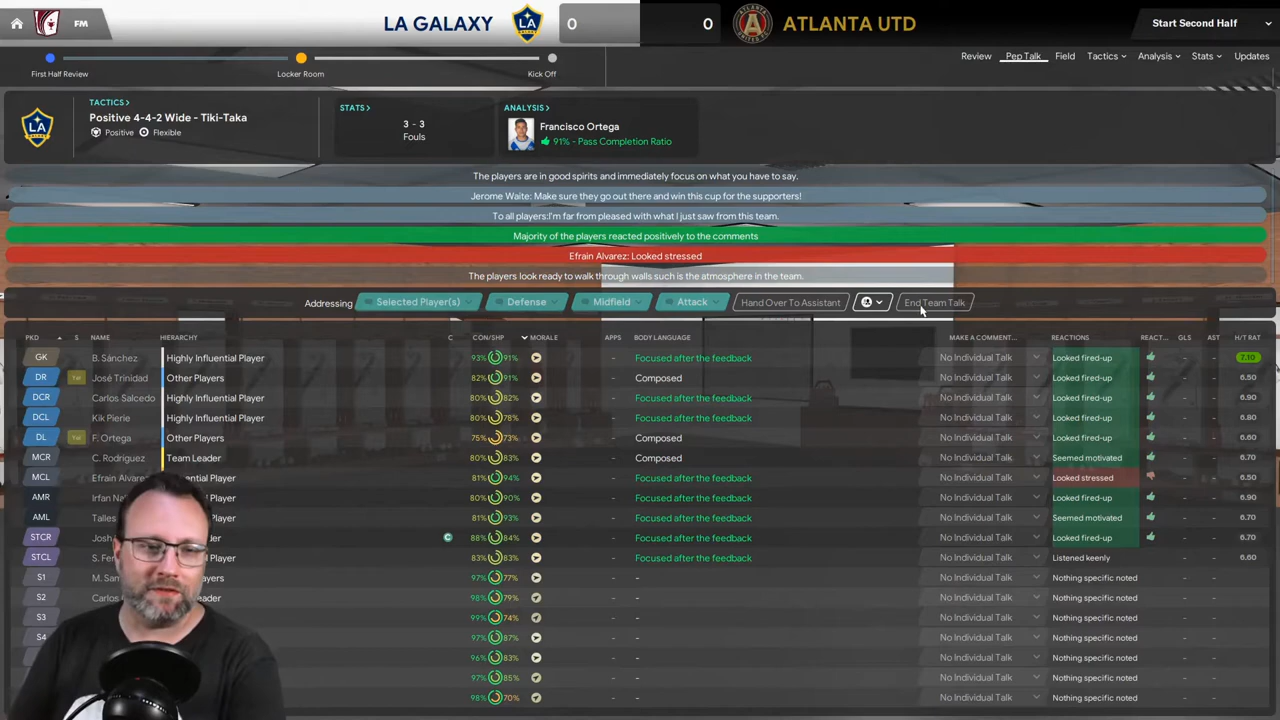 FM
LA GALAXY
0
0
ATLANTA UTD
Start Second Half
First Half Review
Locker Room
Kick Off
Review
Pep Talk
Field
Tactics
Analysis
Stats
Updates
TACTICS
Positive 4-4-2 Wide - Tiki-Taka
Positive
Flexible
STATS
3 - 3
Fouls
ANALYSIS
Francisco Ortega
91% - Pass Completion Ratio
The players are in good spirits and immediately focus on what you have to say.
Jerome Waite: Make sure they go out there and win this cup for the supporters!
To all players:I'm far from pleased with what I just saw from this team.
Majority of the players reacted positively to the comments
Efrain Alvarez: Looked stressed
The players look ready to walk through walls such is the atmosphere in the team.
Addressing Selected Player(s) Defense Midfield Attack Hand Over To Assistant End Team Talk
PKD SI NAME HIERARCHY C CON/SHP MORALE APPS BODY LANGUAGE MAKE A COMMENT... REACTIONS REACT... GLS AST H/T RAT
GK B. Sánchez Highly Influential Player 93% 91% - Focused after the feedback No Individual Talk Looked fired-up - - 7.10
DR Yel José Trinidad Other Players 82% 91% - Composed No Individual Talk Looked fired-up - - 6.50
DCR Carlos Salcedo Highly Influential Player 80% 82% - Focused after the feedback No Individual Talk Looked fired-up - - 6.90
DCL Kik Pierie Highly Influential Player 80% 78% - Focused after the feedback No Individual Talk Looked fired-up - - 6.80
DL Yel F. Ortega Other Players 75% 73% - Composed No Individual Talk Looked fired-up - - 6.60
MCR C. Rodriguez Team Leader 80% 83% - Composed No Individual Talk Seemed motivated - - 6.70
MCL Efrain Alvarez ential Player 81% 94% - Focused after the feedback No Individual Talk Looked stressed - - 6.50
AMR Irfan Player 80% 90% - Focused after the feedback No Individual Talk Looked fired-up - - 6.90
AML Talles Player 81% 93% - Focused after the feedback No Individual Talk Seemed motivated - - 6.70
STCR Josh der C 88% 84% - Focused after the feedback No Individual Talk Looked fired-up - - 6.70
STCL S. Fe Player 83% 83% - Focused after the feedback No Individual Talk Listened keenly - - 6.60
S1 M. Sam yers 97% 77% - - No Individual Talk Nothing specific noted - -
S2 Carlos der 98% 79% - - No Individual Talk Nothing specific noted - -
S3 99% 74% - - No Individual Talk Nothing specific noted - -
S4 97% 87% - - No Individual Talk Nothing specific noted - -
96% 83% - - No Individual Talk Nothing specific noted - -
97% 85% - - No Individual Talk Nothing specific noted - -
98% 70% - - No Individual Talk Nothing specific noted - -